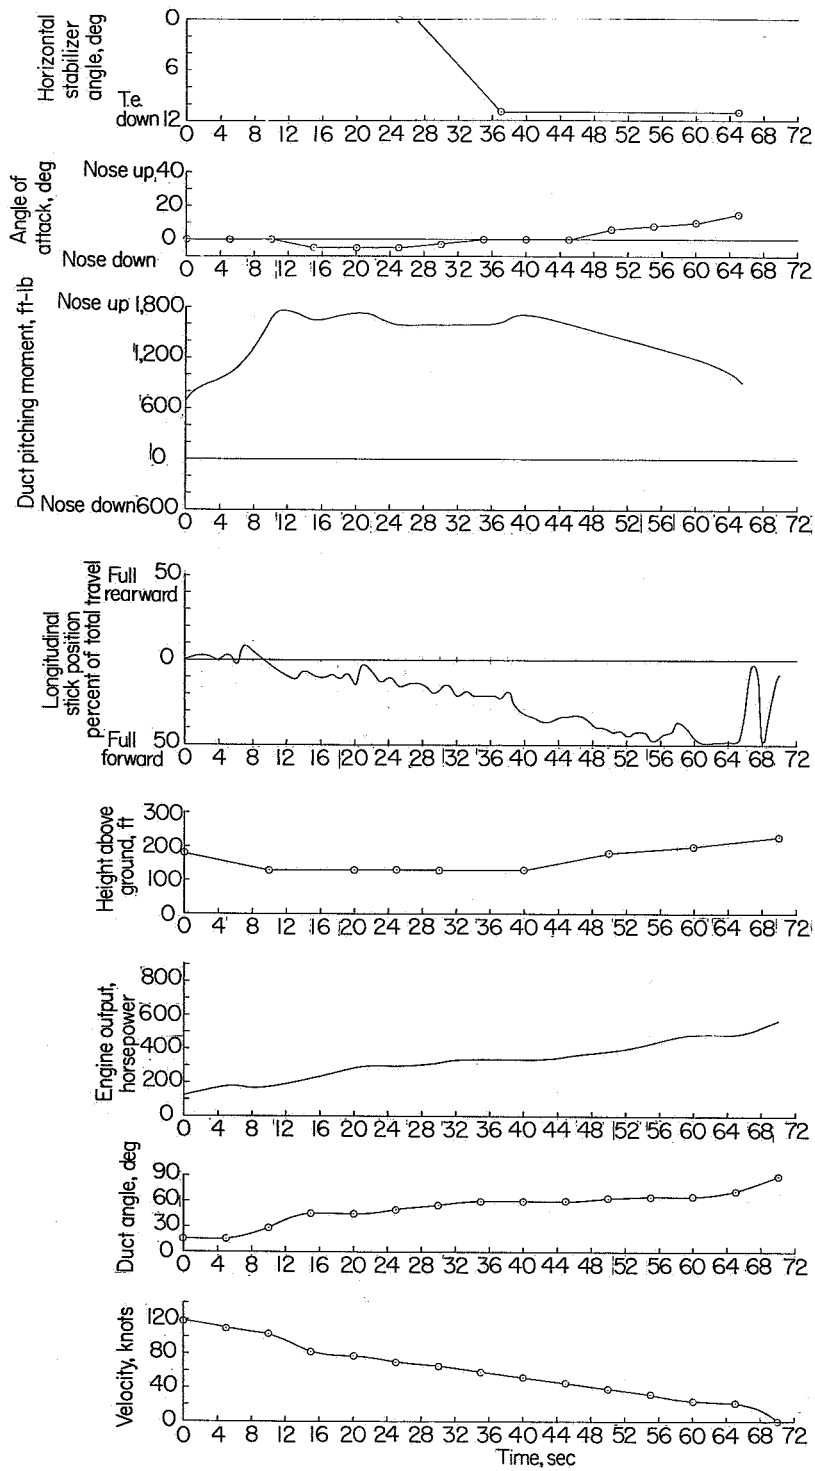 Horizontal
stabilizer
angle, deg
0
6
T.e.
down 12
0 4 8 12 16 20 24 28 32 36 40 44 48 52 56 60 64 68 72
Angle of
attack, deg
Nose up 40
20
0
Nose down
0 4 8 12 16 20 24 28 32 36 40 44 48 52 56 60 64 68 72
Duct pitching moment, ft-lb
Nose up 1,800
1,200
600
0
Nose down 600
0 4 8 12 16 20 24 28 32 36 40 44 48 52 56 60 64 68 72
Longitudinal
stick position
percent of total travel
Full 50
rearward
0
Full 50
forward
0 4 8 12 16 20 24 28 32 36 40 44 48 52 56 60 64 68 72
Height above
ground, ft
300
200
100
0
0 4 8 12 16 20 24 28 32 36 40 44 48 52 56 60 64 68 72
Engine output,
horsepower
800
600
400
200
0
0 4 8 12 16 20 24 28 32 36 40 44 48 52 56 60 64 68 72
Duct angle, deg
90
60
30
0
0 4 8 12 16 20 24 28 32 36 40 44 48 52 56 60 64 68 72
Velocity, knots
120
80
40
0
0 4 8 12 16 20 24 28 32 36 40 44 48 52 56 60 64 68 72
Time, sec